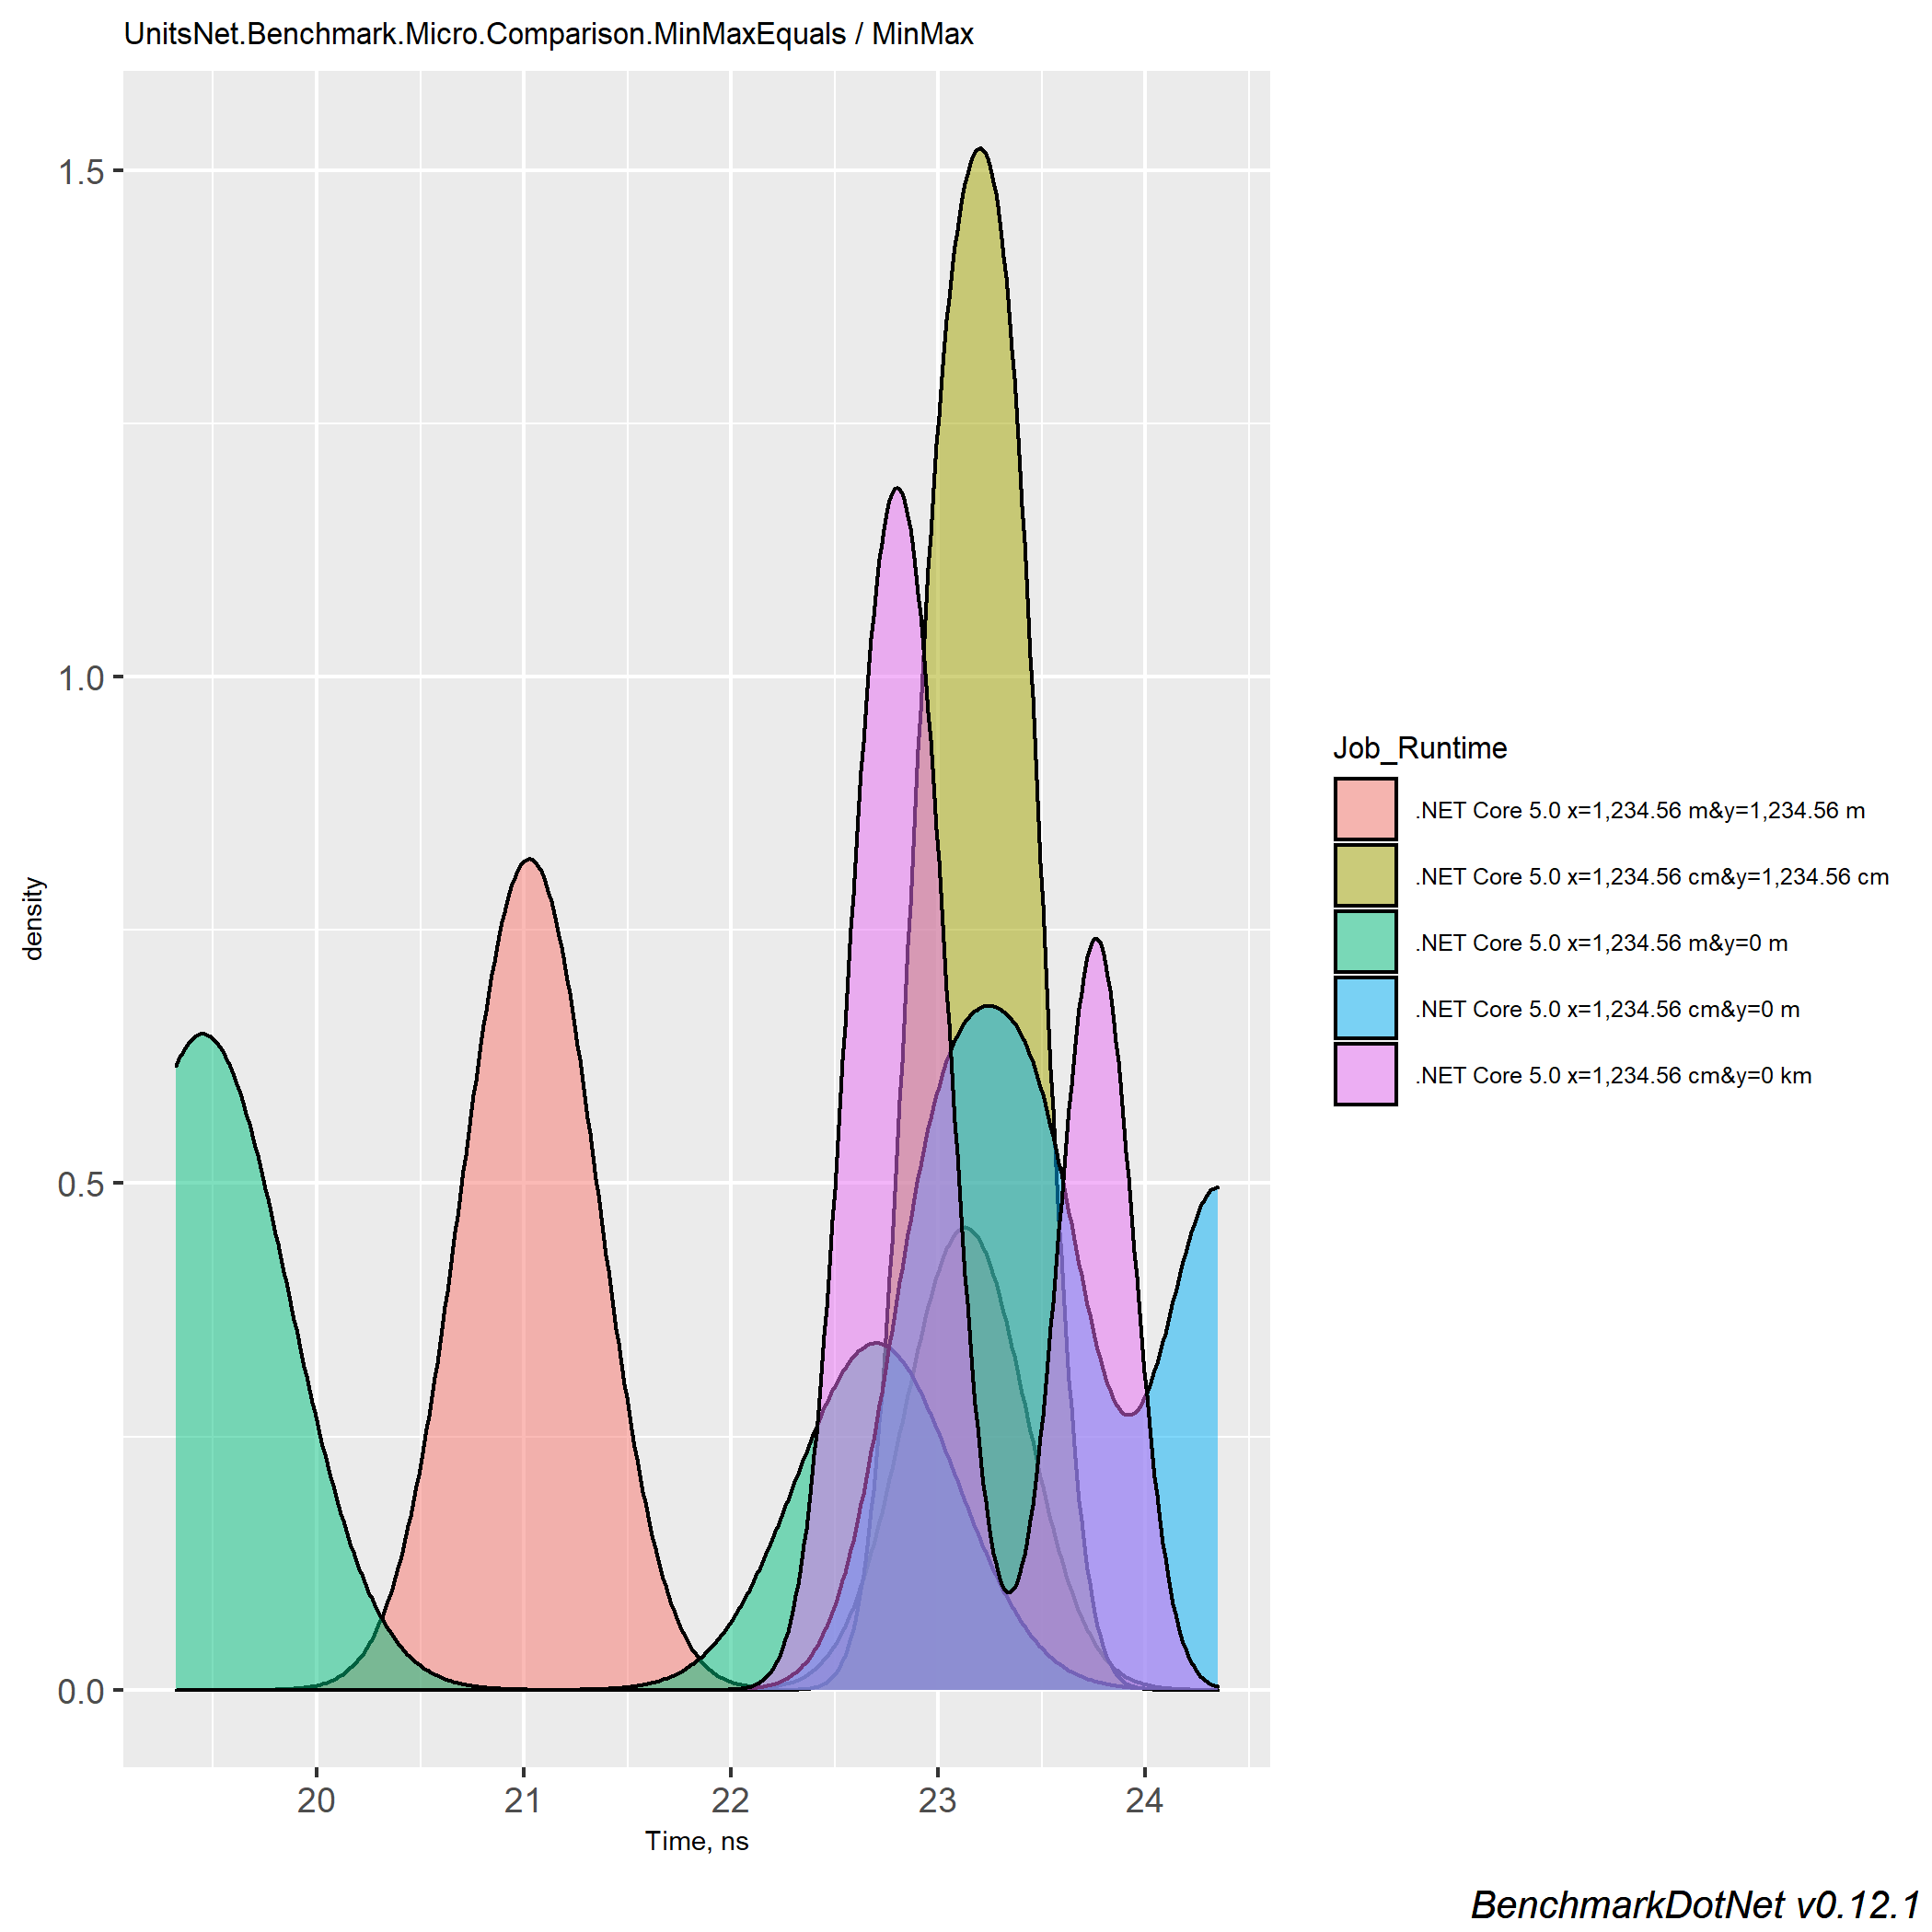 UnitsNet.Benchmark.Micro.Comparison.MinMaxEquals / MinMax
1.5
1.0
0.5
0.0
density
20 21 22 23 24
Time, ns
Job_Runtime
.NET Core 5.0 x=1,234.56 m&y=1,234.56 m
.NET Core 5.0 x=1,234.56 cm&y=1,234.56 cm
.NET Core 5.0 x=1,234.56 m&y=0 m
.NET Core 5.0 x=1,234.56 cm&y=0 m
.NET Core 5.0 x=1,234.56 cm&y=0 km
BenchmarkDotNet v0.12.1